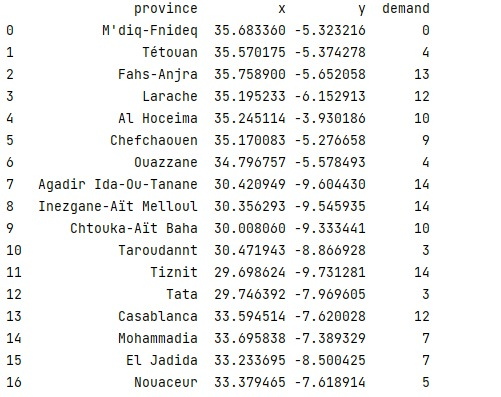 province x y demand
0 M'diq-Fnideq 35.683360 -5.323216 0
1 Tétouan 35.570175 -5.374278 4
2 Fahs-Anjra 35.758900 -5.652058 13
3 Larache 35.195233 -6.152913 12
4 Al Hoceima 35.245114 -3.930186 10
5 Chefchaouen 35.170083 -5.276658 9
6 Ouazzane 34.796757 -5.578493 4
7 Agadir Ida-Ou-Tanane 30.420949 -9.604430 14
8 Inezgane-Aït Melloul 30.356293 -9.545935 14
9 Chtouka-Aït Baha 30.008060 -9.333441 10
10 Taroudannt 30.471943 -8.866928 3
11 Tiznit 29.698624 -9.731281 14
12 Tata 29.746392 -7.969605 3
13 Casablanca 33.594514 -7.620028 12
14 Mohammadia 33.695838 -7.389329 7
15 El Jadida 33.233695 -8.500425 7
16 Nouaceur 33.379465 -7.618914 5